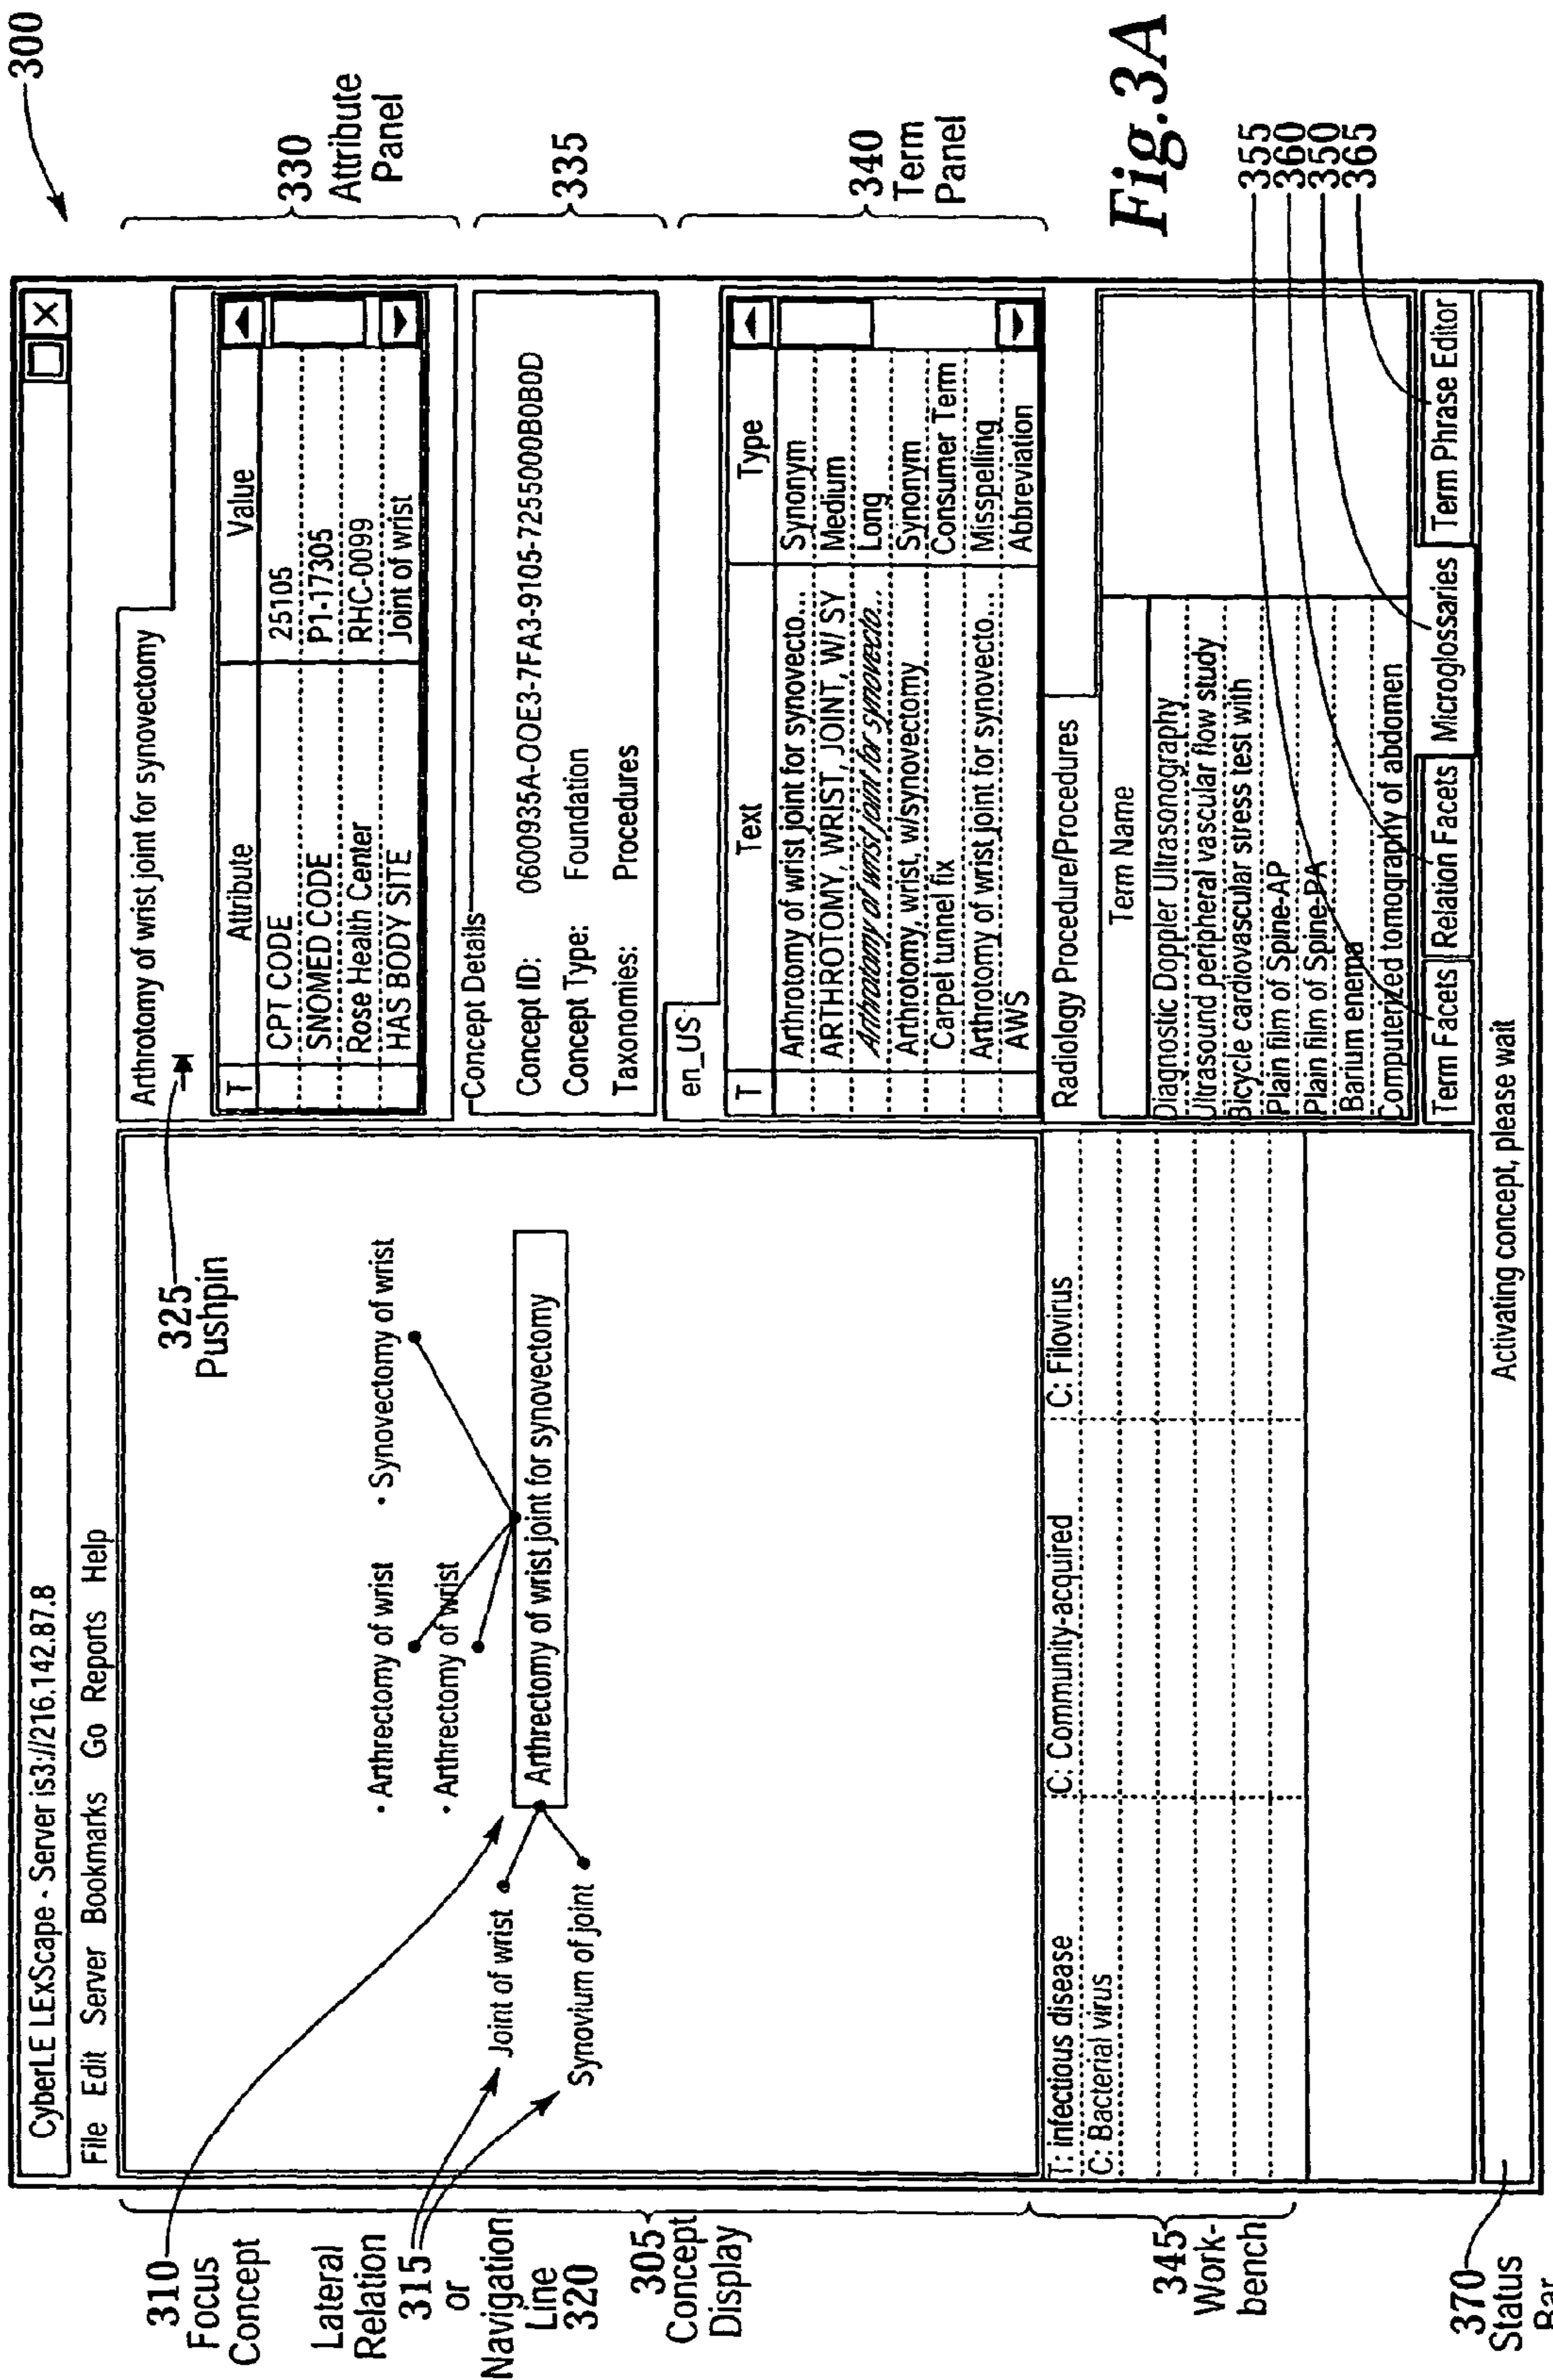 300
CyberLE LExScape - Server is3://216.142.87.8
File Edit Server Bookmarks Go Reports Help
310
Focus
Concept
Lateral
Relation
315
or
Navigation
Line
320
305
Concept
Display
325
Pushpin
• Arthrectomy of wrist
• Synovectomy of wrist
• Arthrectomy of wrist
Joint of wrist
Arthrectomy of wrist joint for synovectomy
Synovium of joint
Arthrotomy of wrist joint for synovectomy
T Attribute Value
CPT CODE 25105
SNOMED CODE P1-17305
Rose Health Center RHC-0099
HAS BODY SITE Joint of wrist
330
Attribute
Panel
Concept Details
Concept ID: 0600935A-OOE3-7FA3-9105-7255000B0B0D
Concept Type: Foundation
Taxonomies: Procedures
335
en_US
T Text Type
Arthrotomy of wrist joint for synovecto... Synonym
ARTHROTOMY, WRIST, JOINT, W/ SY Medium
Arthrotomy of wrist joint for synovecto... Long
Arthrotomy, wrist, w/synovectomy Synonym
Carpel tunnel fix Consumer Term
Arthrotomy of wrist joint for synovecto... Misspelling
AWS Abbreviation
340
Term
Panel
345
Work-
bench
T: infectious disease C: Community-acquired C: Filovirus
C: Bacterial virus
Radiology Procedure/Procedures
Term Name
Diagnostic Doppler Ultrasonography
Ultrasound peripheral vascular flow study
Bicycle cardiovascular stress test with
Plain film of Spine-AP
Plain film of Spine-PA
Barium enema
Computerized tomography of abdomen
Term Facets Relation Facets Microglossaries Term Phrase Editor
355
360
350
365
370
Status
Bar
Activating concept, please wait
Fig.3A